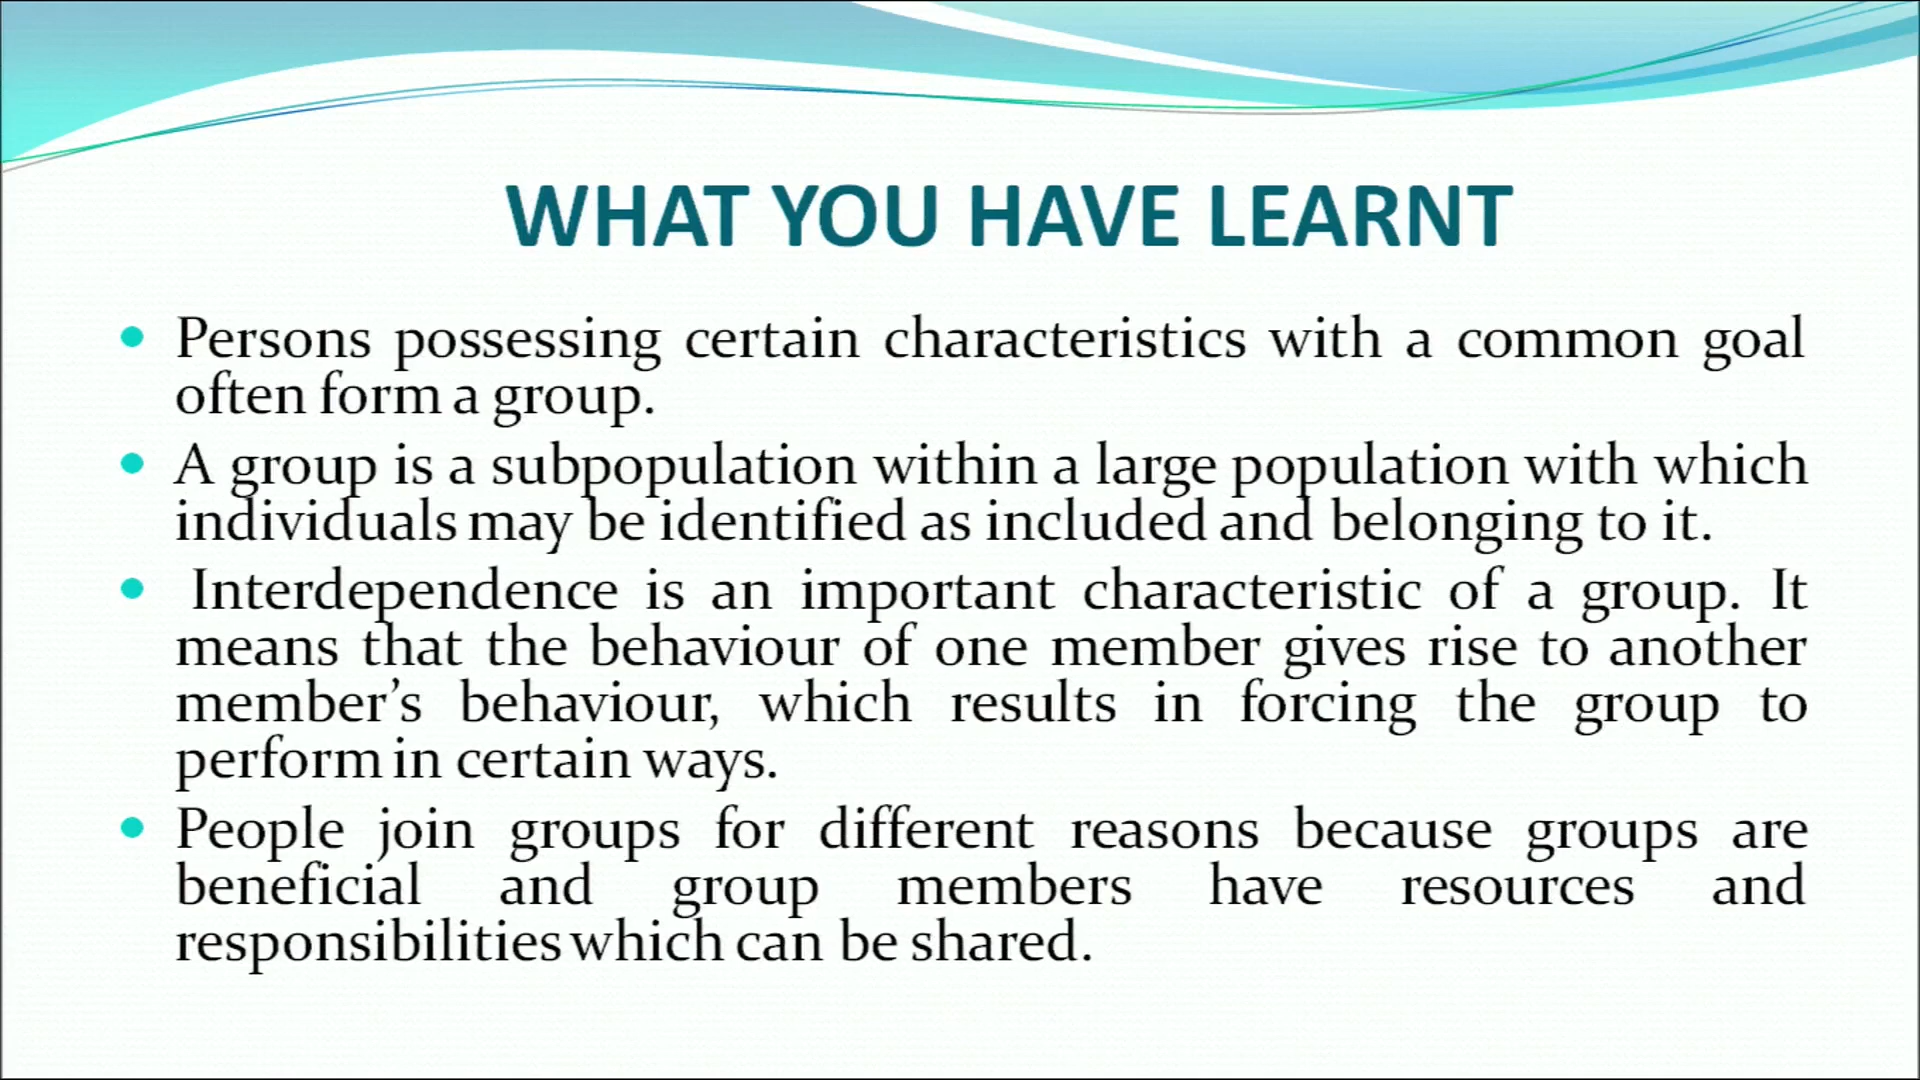 WHAT YOU HAVE LEARNT
• Persons possessing certain characteristics with a common goal
often form a group.
• A group is a subpopulation within a large population with which
individuals may be identified as included and belonging to it.
• Interdependence is an important characteristic of a group. It
means that the behaviour of one member gives rise to another
member’s behaviour, which results in forcing the group to
perform in certain ways.
• People join groups for different reasons because groups are
beneficial and group members have resources and
responsibilities which can be shared.